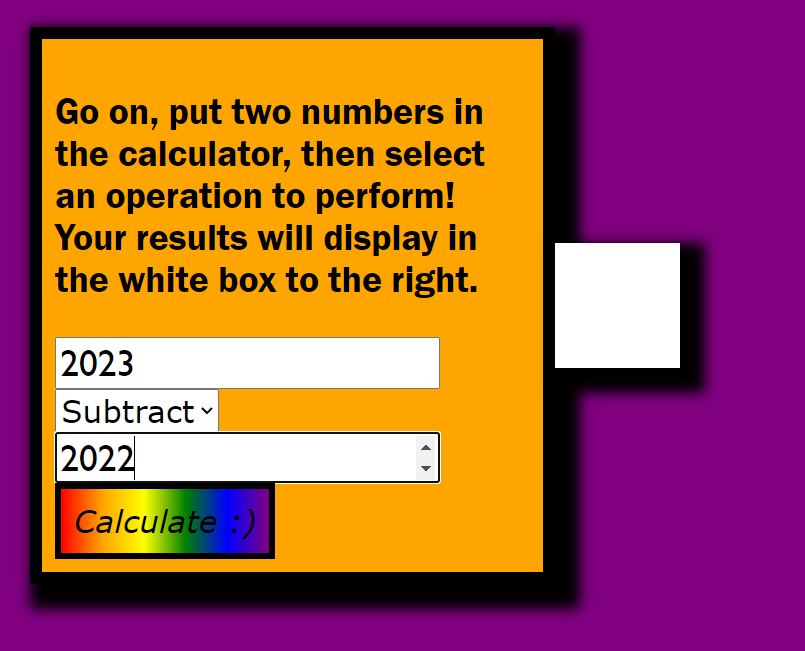 Go on, put two numbers in
the calculator, then select
an operation to perform!
Your results will display in
the white box to the right.
2023
Subtract
2022
Calculate :)